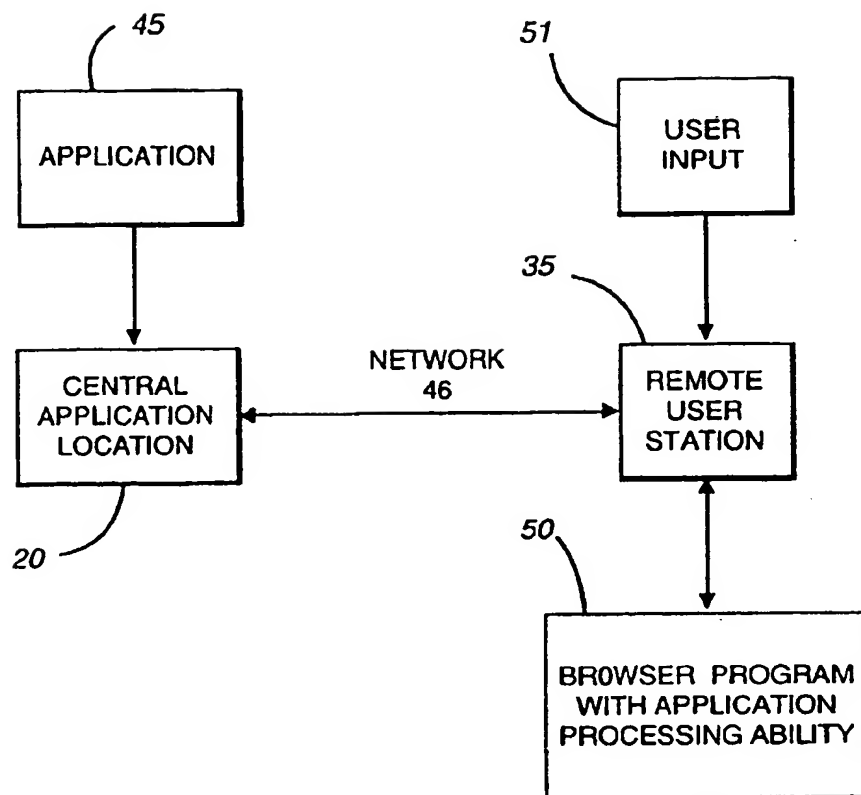 45
51
APPLICATION
USER
INPUT
35
CENTRAL
APPLICATION
LOCATION
NETWORK
46
REMOTE
USER
STATION
20
50
BROWSER PROGRAM
WITH APPLICATION
PROCESSING ABILITY